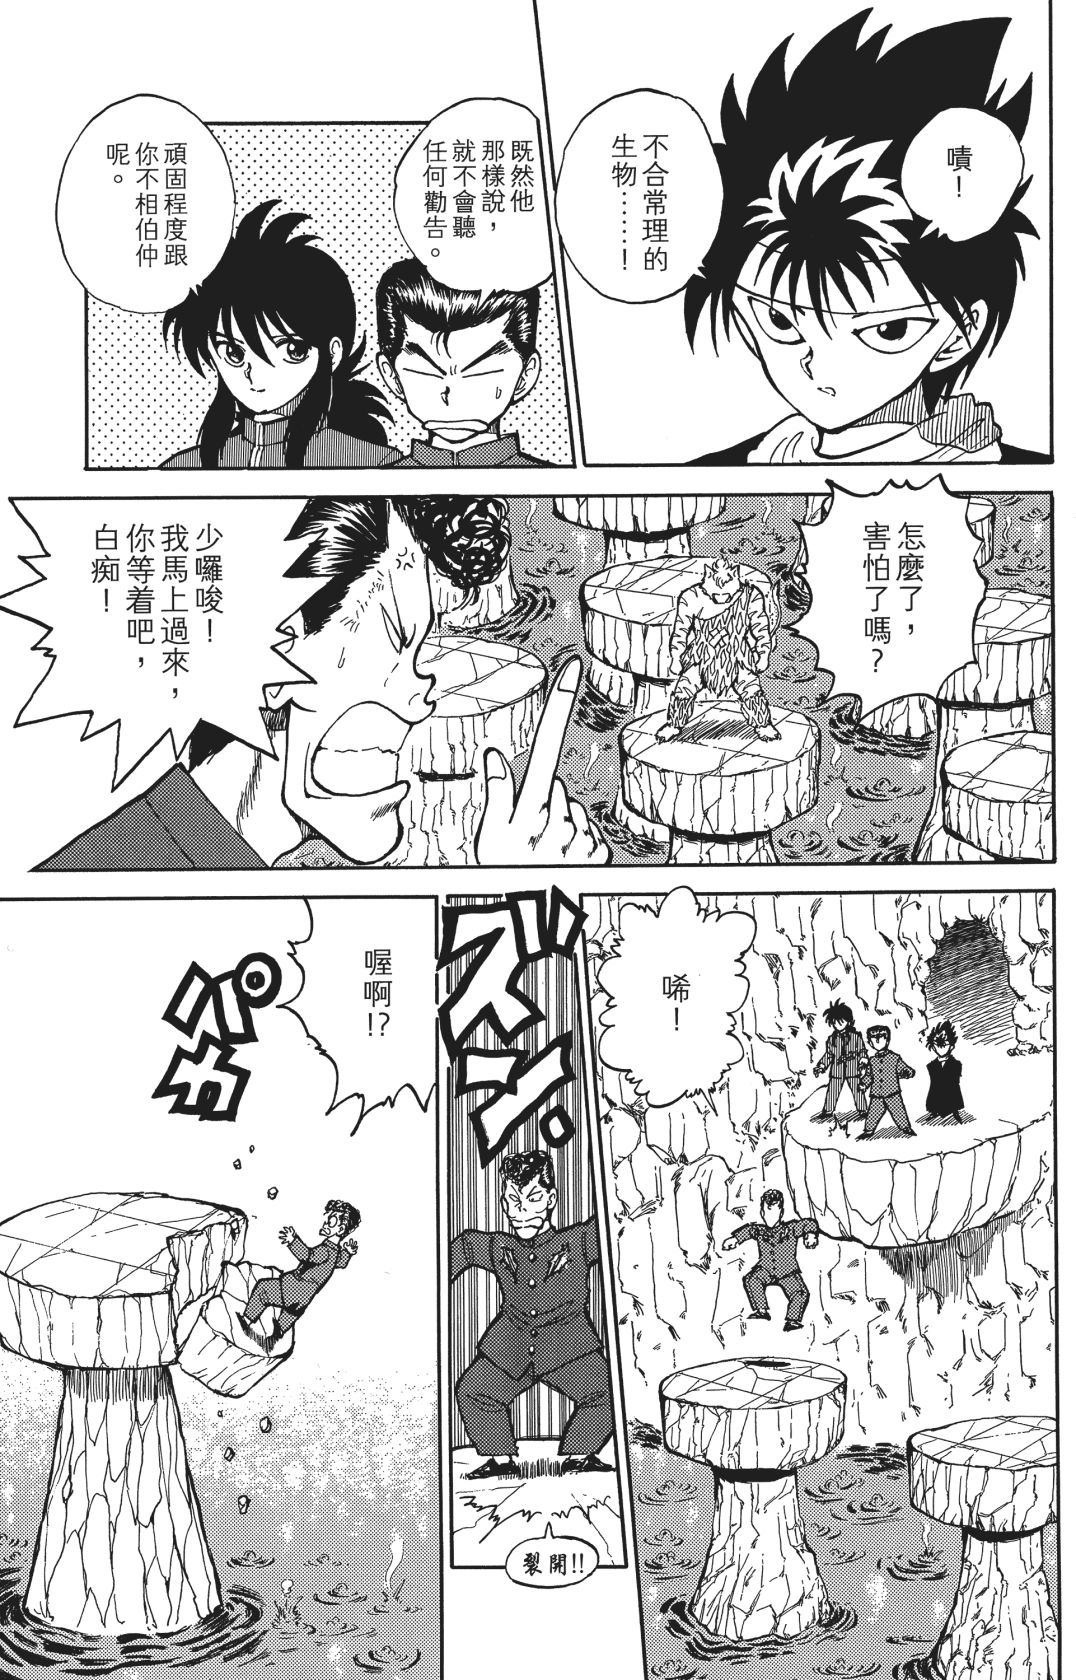 嘖！
不合常理的
生物……！
既然他
那樣說，
就不會聽
任何勸告。
頑固程度跟
你不相伯仲
呢。
怎麼了，
害怕了嗎？
少囉唆！
我馬上過來，
你等着吧，
白痴！
唏！
ズン。
裂開!!
喔啊!?
パカ